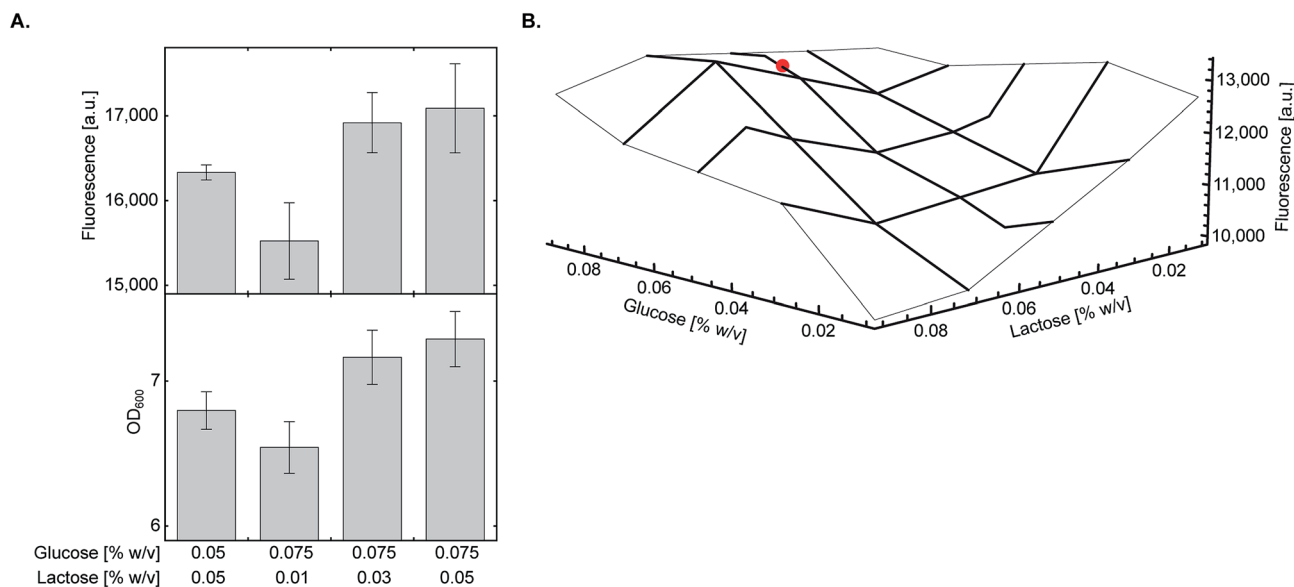 A.
Fluorescence [a.u.]
17,000
16,000
15,000
OD600
7
6
Glucose [% w/v] 0.05 0.075 0.075 0.075
Lactose [% w/v] 0.05 0.01 0.03 0.05
B.
13,000
12,000
11,000
10,000
Fluorescence [a.u.]
0.08
0.06
0.04
0.02
Glucose [% w/v]
0.08
0.06
0.04
0.02
Lactose [% w/v]